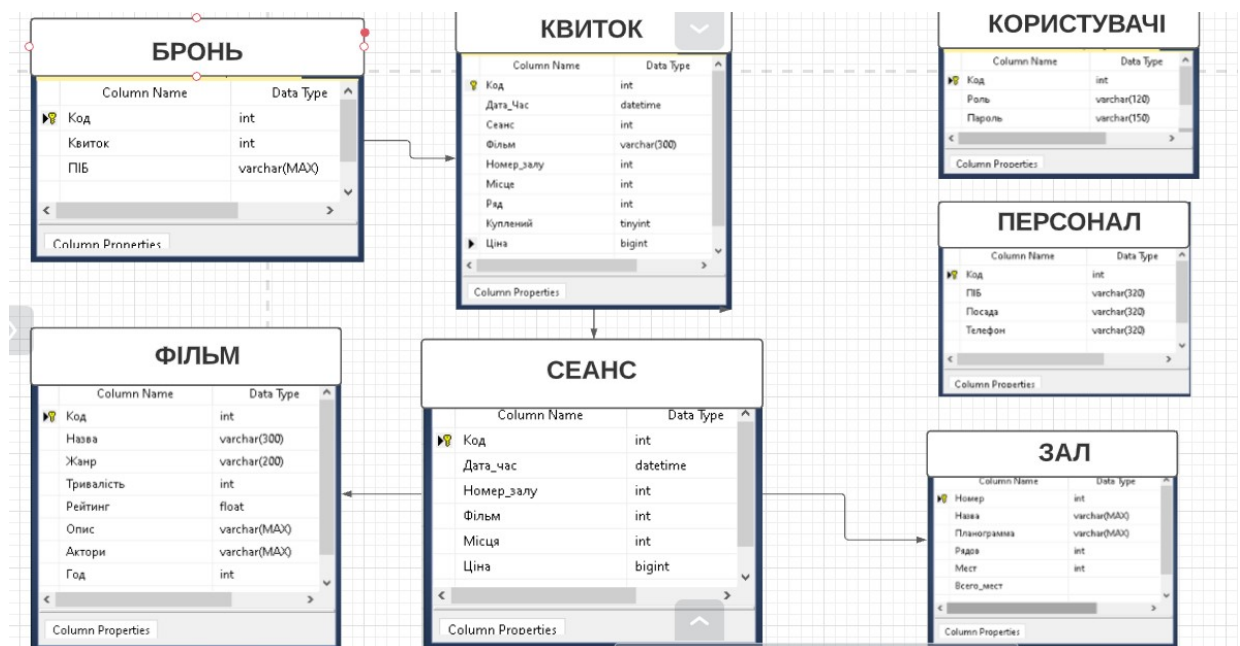 БРОНЬ
Column Name Data Type
Код int
Квиток int
ПІБ varchar(MAX)
Column Properties
КВИТОК
Column Name Data Type
Код int
Дата_Час datetime
Сеанс int
Фільм varchar(300)
Номер_залу int
Місце int
Ряд int
Куплений tinyint
Ціна bigint
Column Properties
КОРИСТУВАЧІ
Column Name Data Type
Код int
Роль varchar(120)
Пароль varchar(150)
Column Properties
ПЕРСОНАЛ
Column Name Data Type
Код int
ПІБ varchar(320)
Посада varchar(320)
Телефон varchar(320)
Column Properties
ФІЛЬМ
Column Name Data Type
Код int
Назва varchar(300)
Жанр varchar(200)
Тривалість int
Рейтинг float
Опис varchar(MAX)
Актори varchar(MAX)
Год int
Column Properties
СЕАНС
Column Name Data Type
Код int
Дата_час datetime
Номер_залу int
Фільм int
Місця int
Ціна bigint
Column Properties
ЗАЛ
Column Name Data Type
Номер int
Назва varchar(MAX)
Планограмма varchar(MAX)
Рядов int
Мест int
Всего_мест
Column Properties